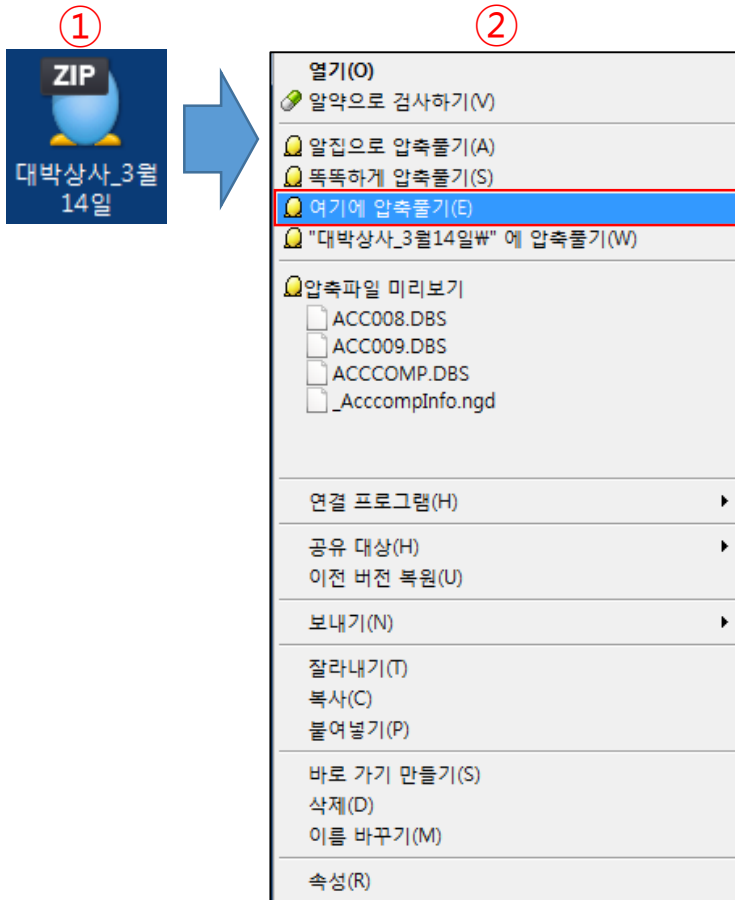 ①
ZIP
대박상사_3월
14일
②
열기(O)
알약으로 검사하기(V)
알집으로 압축풀기(A)
똑똑하게 압축풀기(S)
여기에 압축풀기(E)
"대박상사_3월14일₩" 에 압축풀기(W)
압축파일 미리보기
ACC008.DBS
ACC009.DBS
ACCCOMP.DBS
_AcccompInfo.ngd
연결 프로그램(H)
공유 대상(H)
이전 버전 복원(U)
보내기(N)
잘라내기(T)
복사(C)
붙여넣기(P)
바로 가기 만들기(S)
삭제(D)
이름 바꾸기(M)
속성(R)